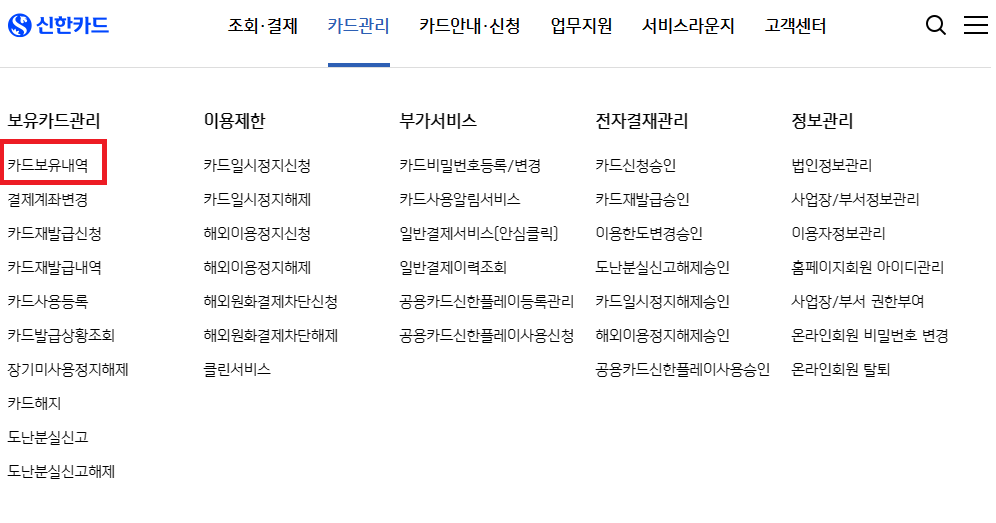 신한카드
조회·결제 카드관리 카드안내·신청 업무지원 서비스라운지 고객센터
보유카드관리
카드보유내역
결제계좌변경
카드재발급신청
카드재발급내역
카드사용등록
카드발급상황조회
장기미사용정지해제
카드해지
도난분실신고
도난분실신고해제
이용제한
카드일시정지신청
카드일시정지해제
해외이용정지신청
해외이용정지해제
해외원화결제차단신청
해외원화결제차단해제
클린서비스
부가서비스
카드비밀번호등록/변경
카드사용알림서비스
일반결제서비스(안심클릭)
일반결제이력조회
공용카드신한플레이등록관리
공용카드신한플레이사용신청
전자결재관리
카드신청승인
카드재발급승인
이용한도변경승인
도난분실신고해제승인
카드일시정지해제승인
해외이용정지해제승인
공용카드신한플레이사용승인
정보관리
법인정보관리
사업장/부서정보관리
이용자정보관리
홈페이지회원 아이디관리
사업장/부서 권한부여
온라인회원 비밀번호 변경
온라인회원 탈퇴